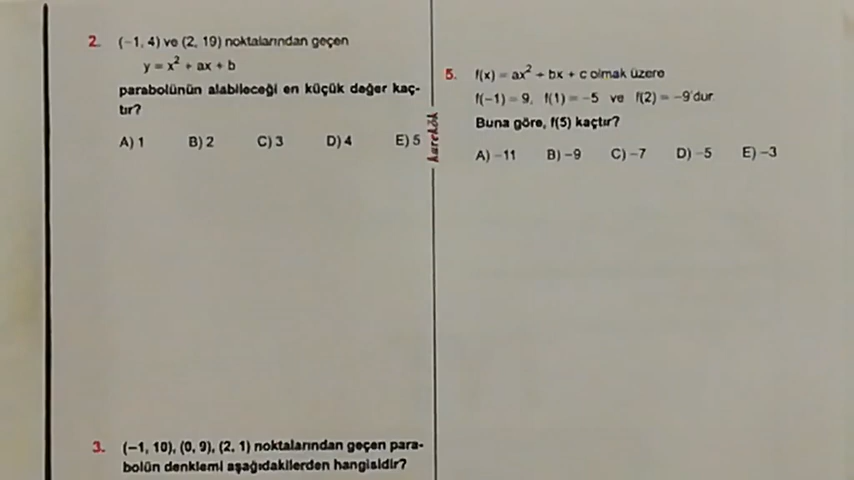 2. (−1, 4) ve (2, 19) noktalarından geçen
y = x² + ax + b
parabolünün alabileceği en küçük değer kaç-
tır?
A) 1 B) 2 C) 3 D) 4 E) 5
3. (−1, 10), (0, 9), (2, 1) noktalarından geçen para-
bolün denklemi aşağıdakilerden hangisidir?
karekök
5. f(x) = ax² + bx + c olmak üzere
f(−1) = 9, f(1) = −5 ve f(2) = −9'dur.
Buna göre, f(5) kaçtır?
A) −11 B) −9 C) −7 D) −5 E) −3